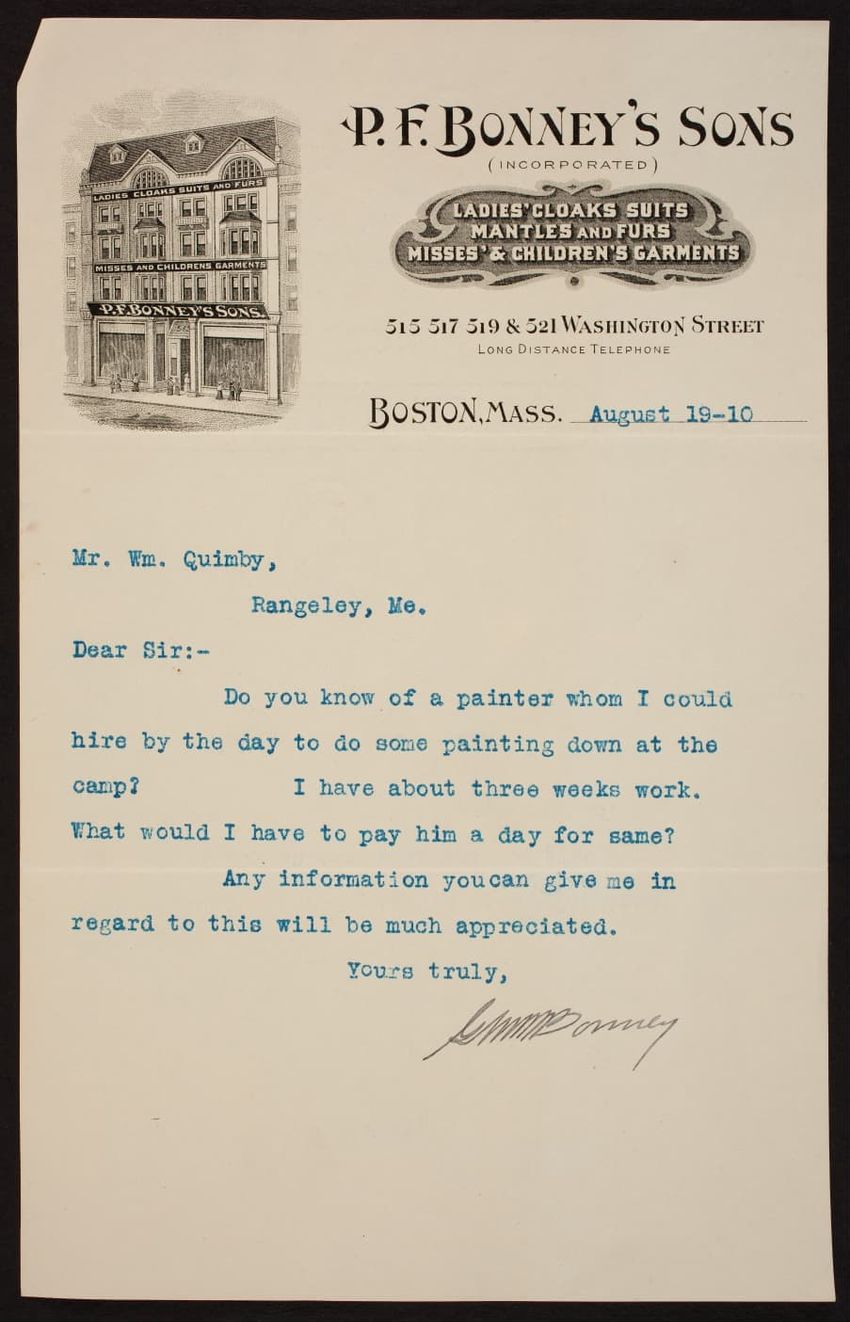 P. F. BONNEY'S SONS
(INCORPORATED)
LADIES' CLOAKS SUITS
MANTLES AND FURS
MISSES' & CHILDREN'S GARMENTS
515 517 519 & 521 WASHINGTON STREET
LONG DISTANCE TELEPHONE
LADIES CLOAKS SUITS AND FURS
MISSES AND CHILDRENS GARMENTS
P.F. BONNEY'S SONS.
BOSTON, MASS. August 19-10
Mr. Wm. Quimby,
Rangeley, Me.
Dear Sir:-
Do you know of a painter whom I could
hire by the day to do some painting down at the
camp? I have about three weeks work.
What would I have to pay him a day for same?
Any information youcan give me in
regard to this will be much appreciated.
Yours truly,
Bonney